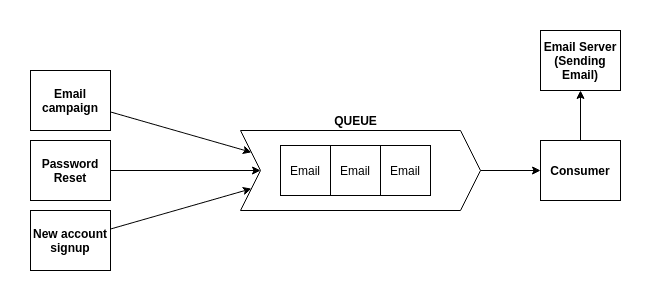 Email
campaign
Password
Reset
New account
signup
QUEUE
Email Email Email
Consumer
Email Server
(Sending
Email)